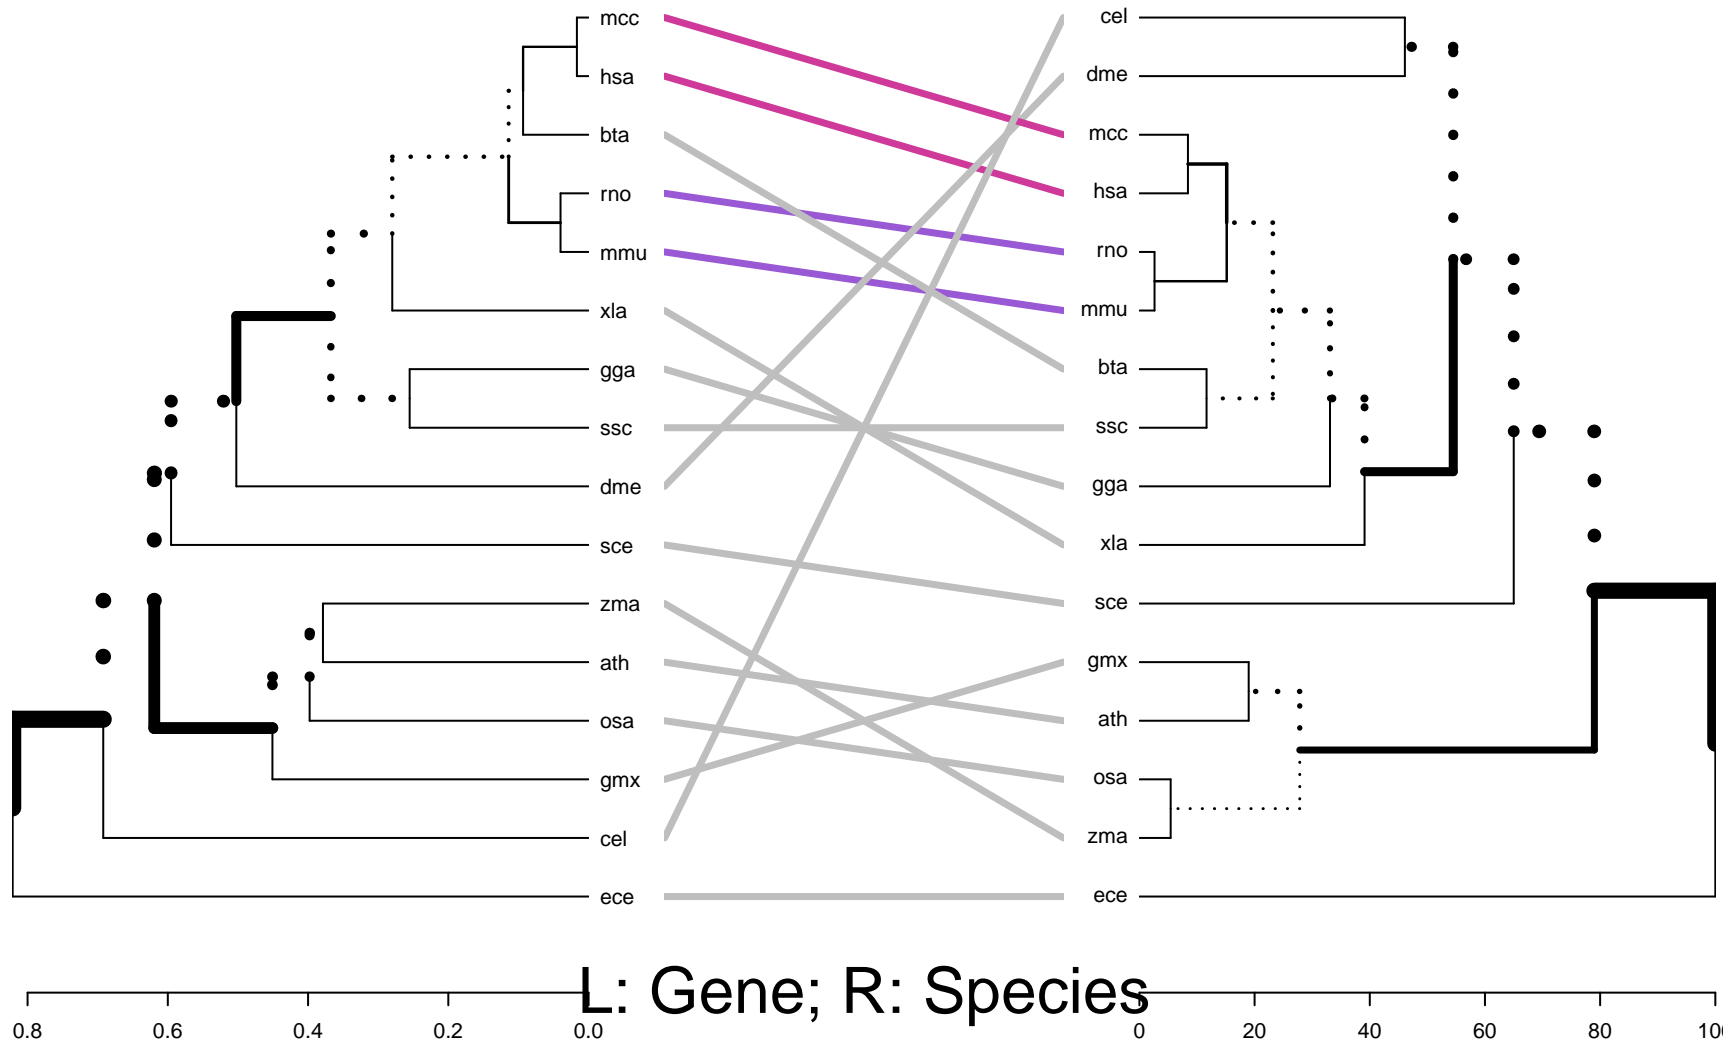 mcc
hsa
bta
rno
mmu
xla
gga
ssc
dme
sce
zma
ath
osa
gmx
cel
ece
cel
dme
mcc
hsa
rno
mmu
bta
ssc
gga
xla
sce
gmx
ath
osa
zma
ece
L: Gene; R: Species
0.8 0.6 0.4 0.2 0.0
0 20 40 60 80